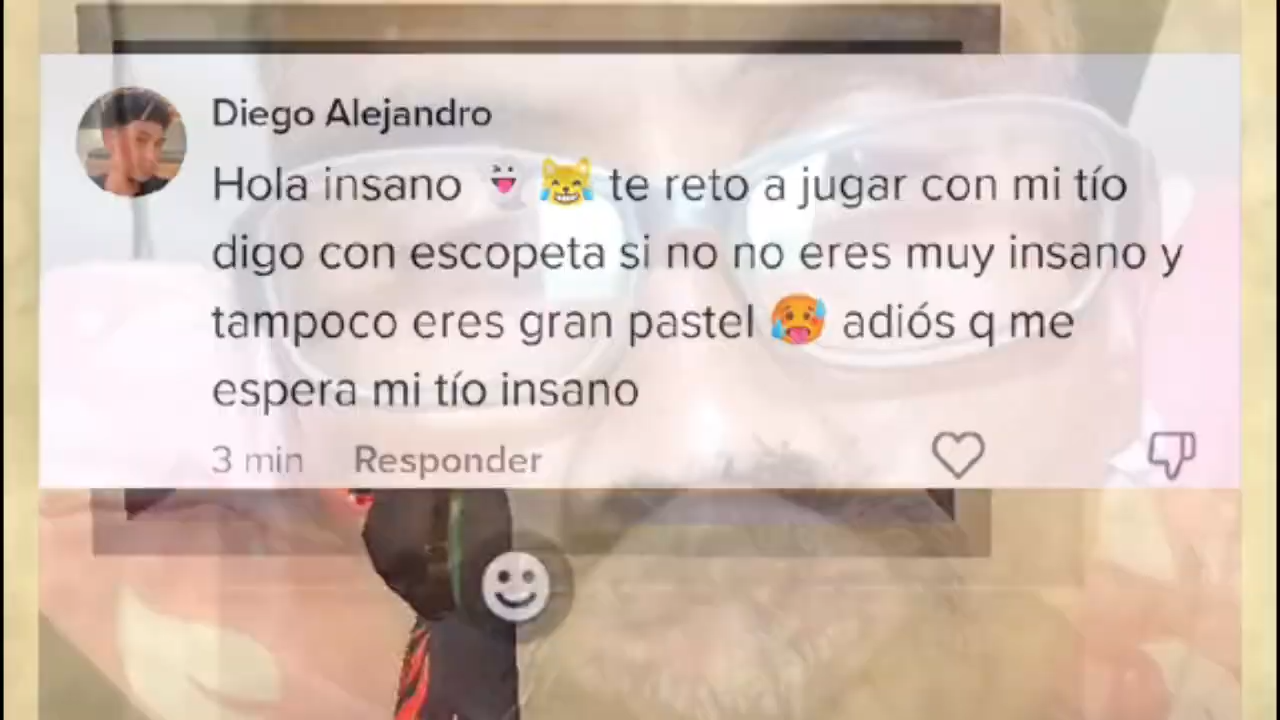 Diego Alejandro
Hola insano 👻 😹 te reto a jugar con mi tío
digo con escopeta si no no eres muy insano y
tampoco eres gran pastel 🥵 adiós q me
espera mi tío insano
3 min Responder